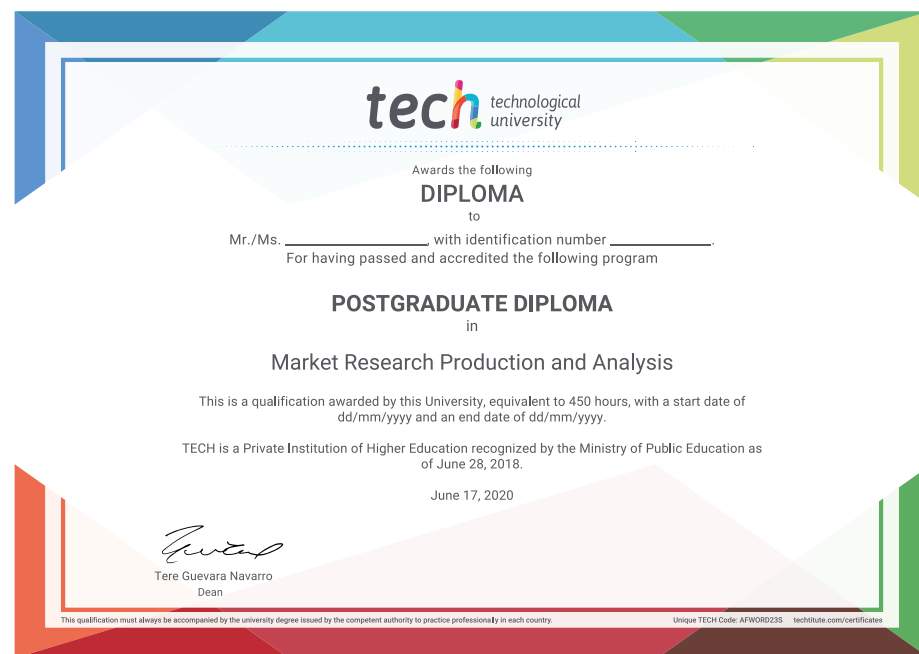 tech technological
university
Awards the following
DIPLOMA
to
Mr./Ms. ____________________, with identification number ______________.
For having passed and accredited the following program
POSTGRADUATE DIPLOMA
in
Market Research Production and Analysis
This is a qualification awarded by this University, equivalent to 450 hours, with a start date of
dd/mm/yyyy and an end date of dd/mm/yyyy.
TECH is a Private Institution of Higher Education recognized by the Ministry of Public Education as
of June 28, 2018.
June 17, 2020
Tere Guevara Navarro
Dean
This qualification must always be accompanied by the university degree issued by the competent authority to practice professionally in each country. Unique TECH Code: AFWORD23S techtitute.com/certificates